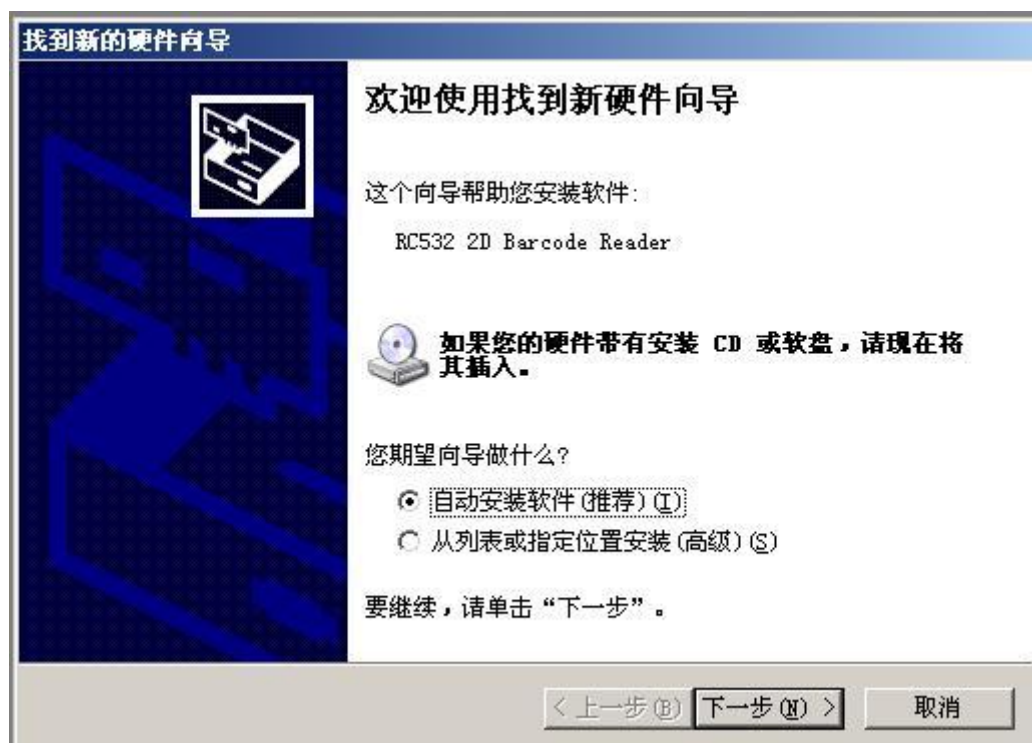 找到新的硬件向导
欢迎使用找到新硬件向导
这个向导帮助您安装软件:
RC532 2D Barcode Reader
如果您的硬件带有安装 CD 或软盘，请现在将
其插入。
您期望向导做什么?
自动安装软件(推荐)(I)
从列表或指定位置安装(高级)(S)
要继续，请单击“下一步”。
< 上一步(B) 下一步(N) > 取消